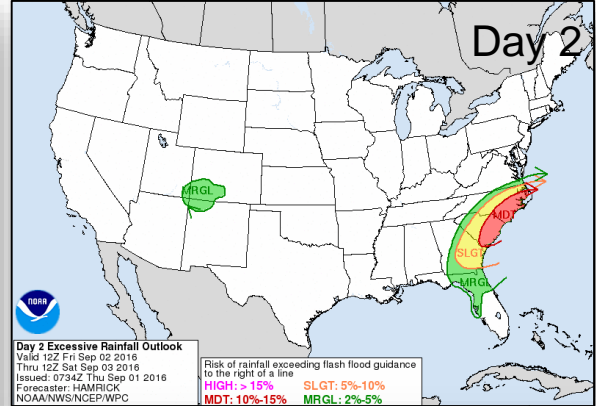 Day 2
MRGL
MDT
SLGT
MRGL
NOAA
Day 2 Excessive Rainfall Outlook
Valid 12Z Fri Sep 02 2016
Thru 12Z Sat Sep 03 2016
Issued: 0734Z Thu Sep 01 2016
Forecaster: HAMRICK
NOAA/NWS/NCEP/WPC
Risk of rainfall exceeding flash flood guidance
to the right of a line
HIGH: > 15% SLGT: 5%-10%
MDT: 10%-15% MRGL: 2%-5%